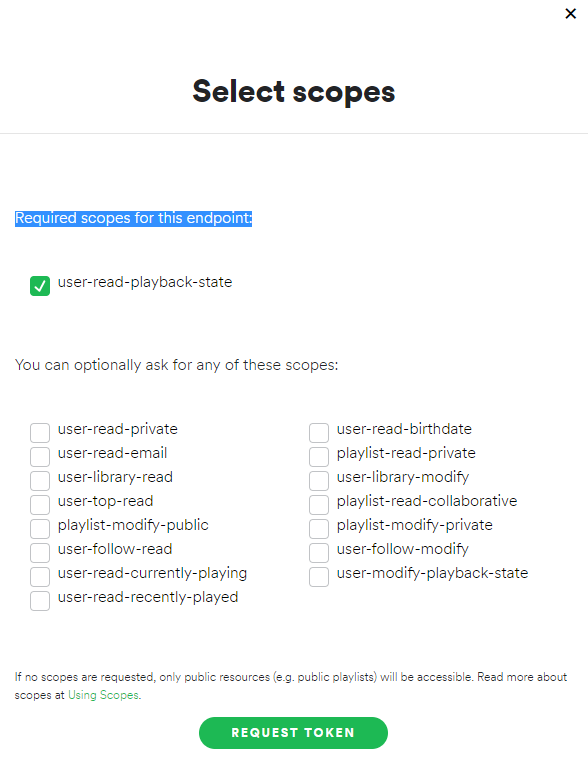 Select scopes
Required scopes for this endpoint:
user-read-playback-state
You can optionally ask for any of these scopes:
user-read-private
user-read-email
user-library-read
user-top-read
playlist-modify-public
user-follow-read
user-read-currently-playing
user-read-recently-played
user-read-birthdate
playlist-read-private
user-library-modify
playlist-read-collaborative
playlist-modify-private
user-follow-modify
user-modify-playback-state
If no scopes are requested, only public resources (e.g. public playlists) will be accessible. Read more about
scopes at Using Scopes.
REQUEST TOKEN